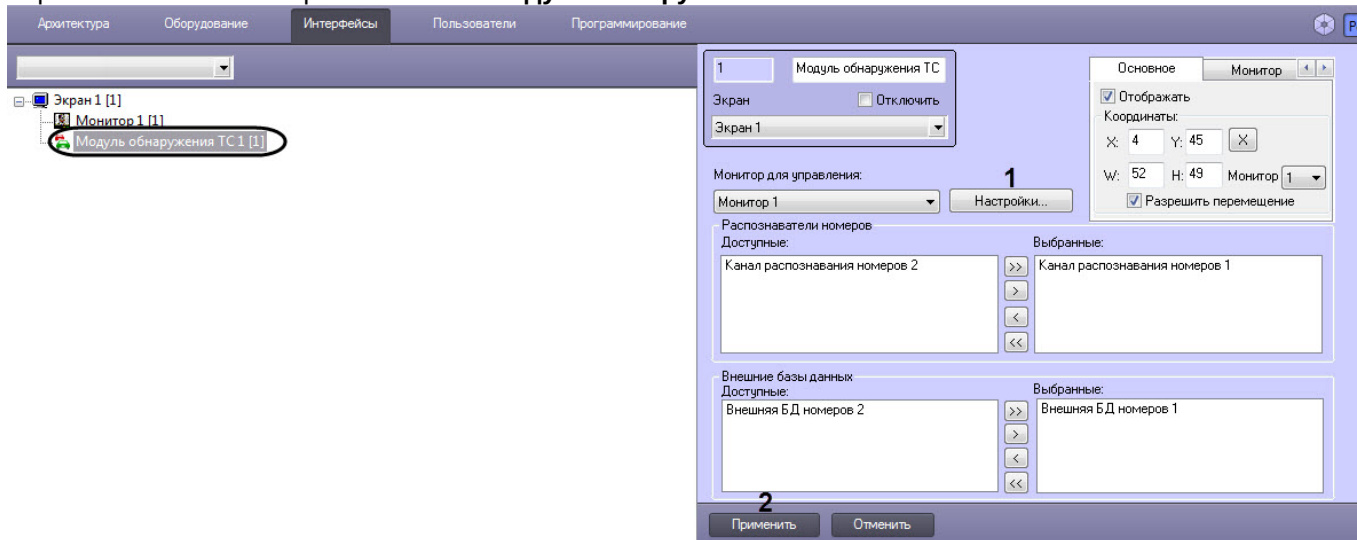 Архитектура Оборудование Интерфейсы Пользователи Программирование
Экран 1 [1]
Монитор 1 [1]
Модуль обнаружения ТС 1 [1]
1 Модуль обнаружения ТС
Экран Отключить
Экран 1
Основное Монитор
Отображать
Координаты:
X: 4 Y: 45 X
W: 52 H: 49 Монитор 1
Разрешить перемещение
Монитор для управления:
1
Монитор 1 Настройки...
Распознаватели номеров
Доступные: Выбранные:
Канал распознавания номеров 2 >> Канал распознавания номеров 1
>
<
<<
Внешние базы данных
Доступные: Выбранные:
Внешняя БД номеров 2 >> Внешняя БД номеров 1
>
<
<<
2
Применить Отменить